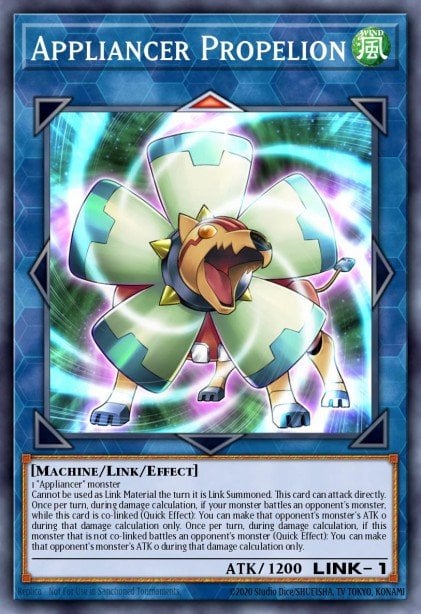 APPLIANCER PROPELION
WIND
風
[MACHINE/LINK/EFFECT]
1 "Appliancer" monster
Cannot be used as Link Material the turn it is Link Summoned. This card can attack directly.
Once per turn, during damage calculation, if your monster battles an opponent's monster,
while this card is co-linked (Quick Effect): You can make that opponent's monster's ATK 0
during that damage calculation only. Once per turn, during damage calculation, if this
monster that is not co-linked battles an opponent's monster (Quick Effect): You can make
that opponent's monster's ATK 0 during that damage calculation only.
ATK/1200 LINK-1
Replica - Not For Use in Sanctioned Tournaments ©2020 Studio Dice/SHUEISHA, TV TOKYO, KONAMI